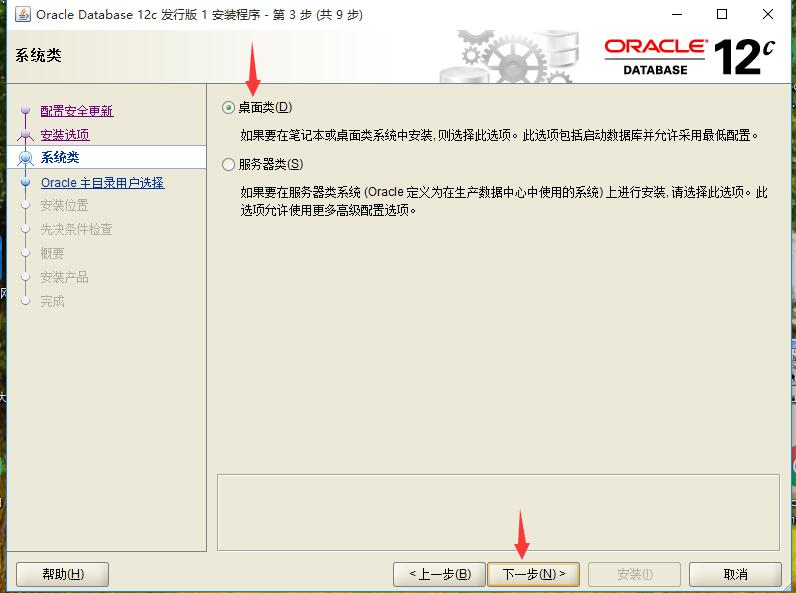 Oracle Database 12c 发行版 1 安装程序 - 第 3 步 (共 9 步)
系统类
ORACLE
DATABASE
12c
配置安全更新
安装选项
系统类
Oracle 主目录用户选择
安装位置
先决条件检查
概要
安装产品
完成
桌面类(D)
如果要在笔记本或桌面类系统中安装, 则选择此选项。此选项包括启动数据库并允许采用最低配置。
服务器类(S)
如果要在服务器类系统 (Oracle 定义为在生产数据中心中使用的系统) 上进行安装, 请选择此选项。此
选项允许使用更多高级配置选项。
帮助(H)
< 上一步(B)
下一步(N) >
安装(I)
取消